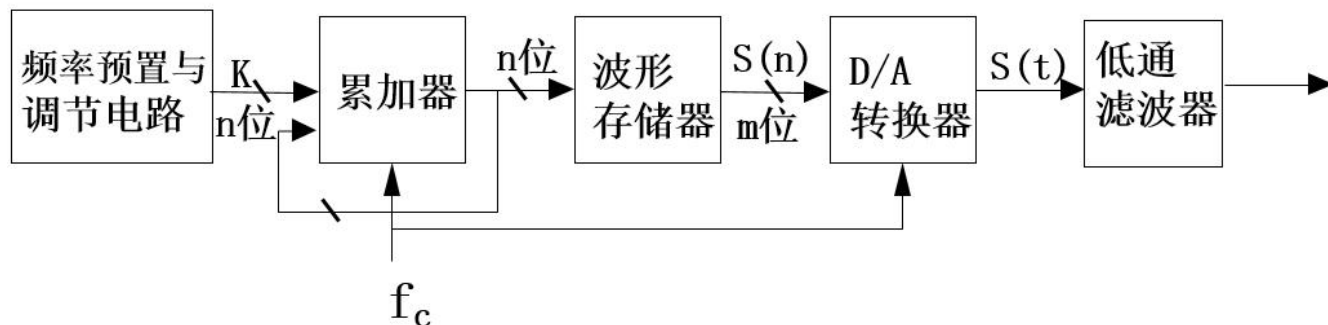 频率预置与
调节电路
K
n位
累加器
n位
波形
存储器
S(n)
m位
D/A
转换器
S(t)
低通
滤波器
fc